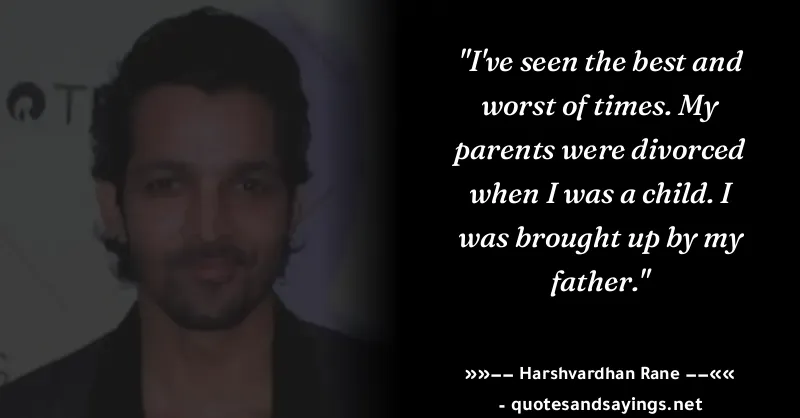 OT
"I've seen the best and
worst of times. My
parents were divorced
when I was a child. I
was brought up by my
father."
»»–– Harshvardhan Rane ––««
- quotesandsayings.net